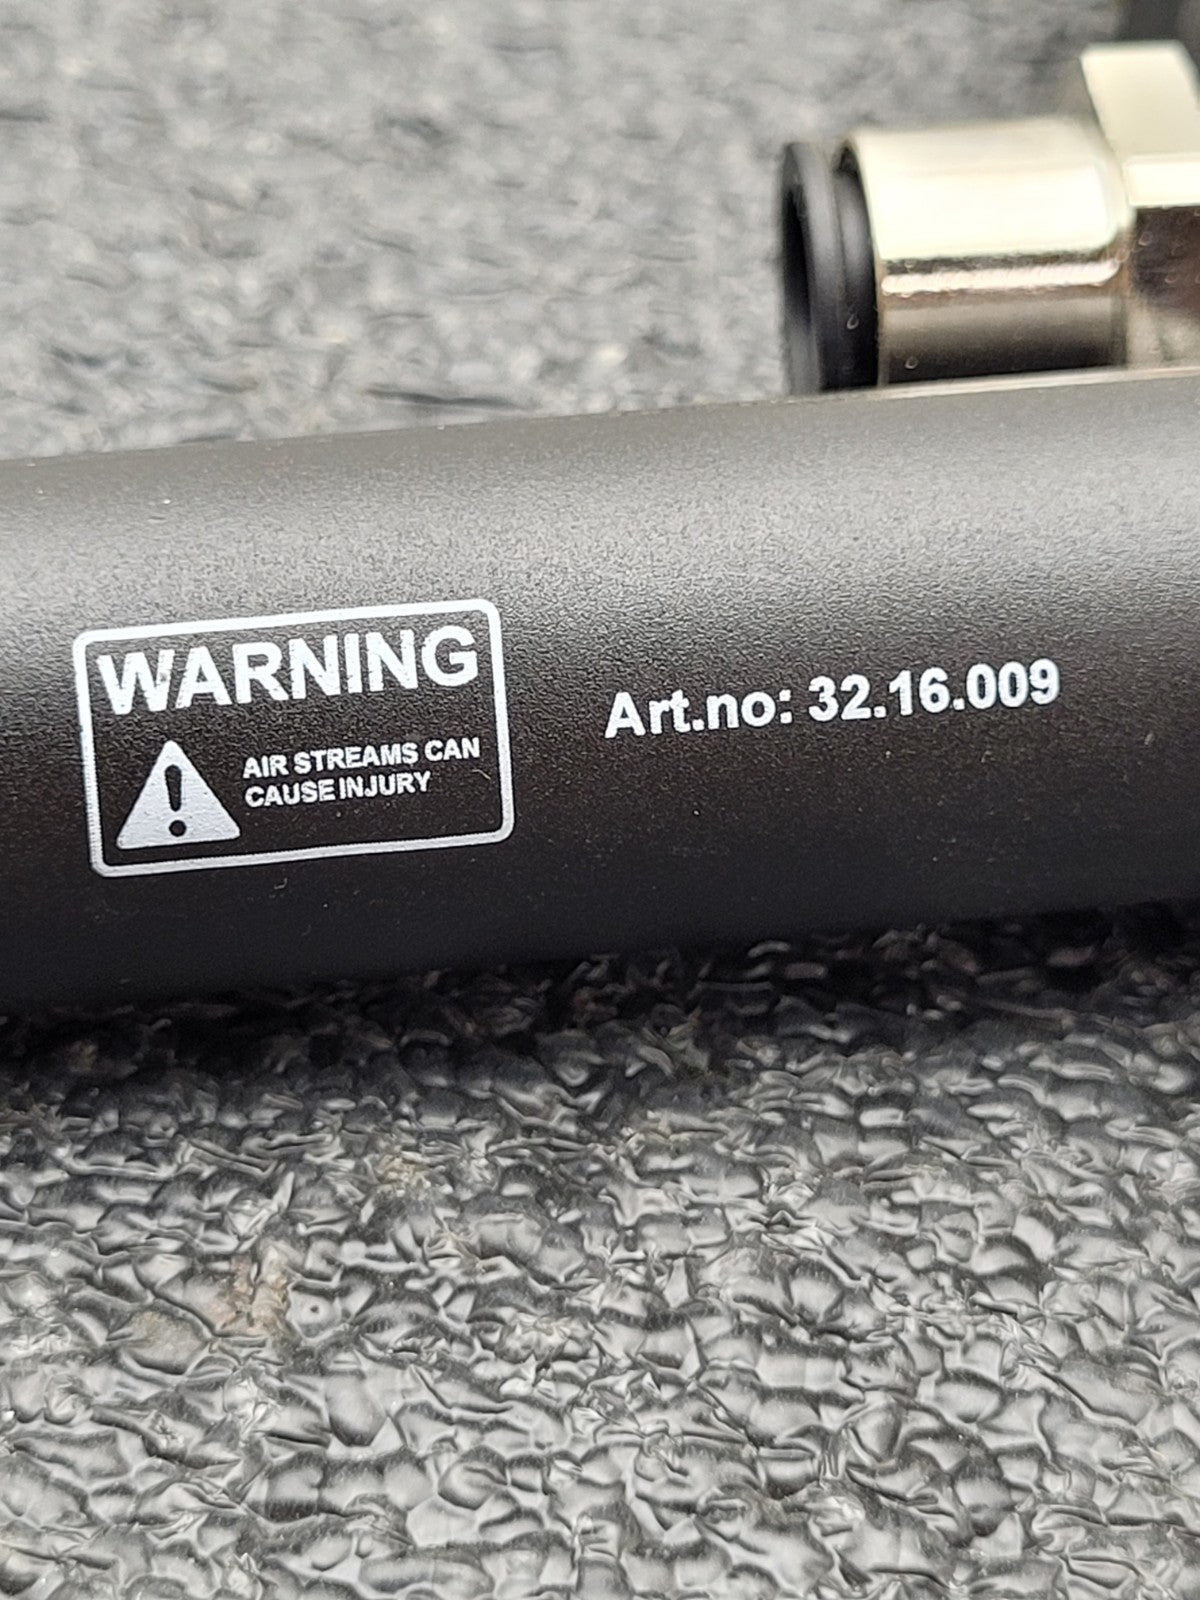 WARNING
AIR STREAMS CAN
CAUSE INJURY
Art.no: 32.16.009